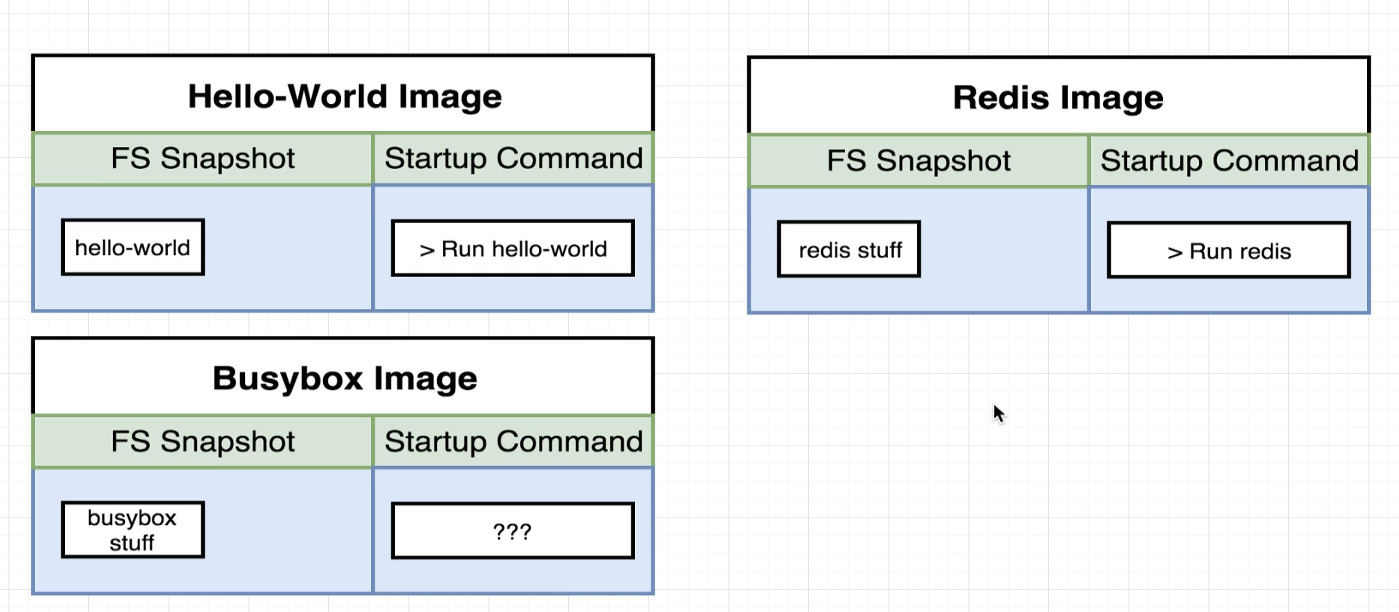 Hello-World Image
FS Snapshot
Startup Command
hello-world
> Run hello-world
Redis Image
FS Snapshot
Startup Command
redis stuff
> Run redis
Busybox Image
FS Snapshot
Startup Command
busybox
stuff
???